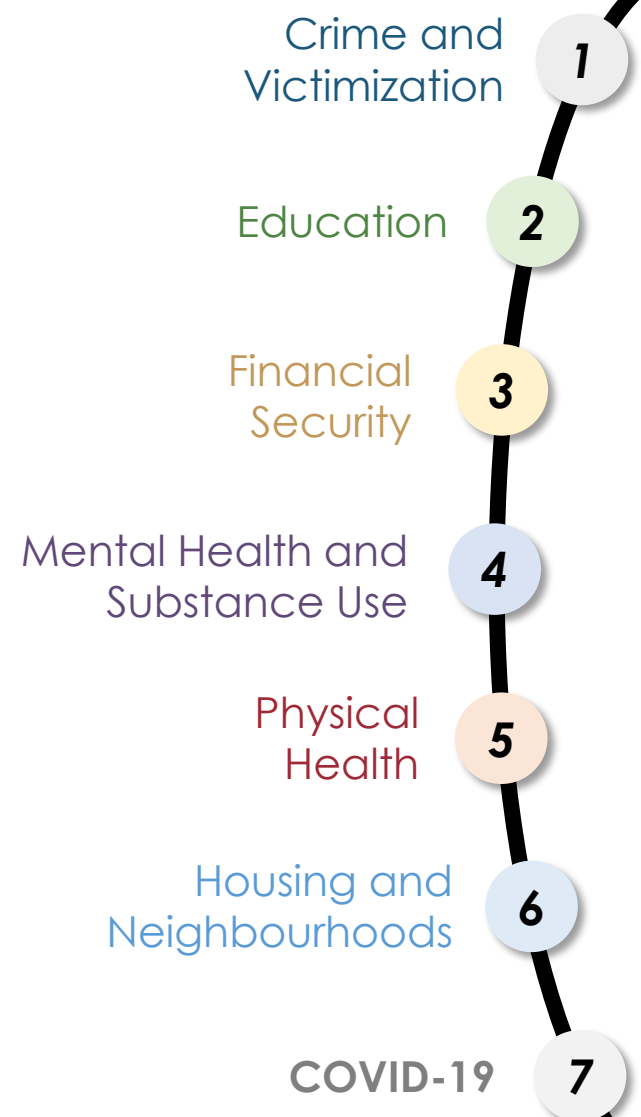 Crime and
Victimization
1
Education
2
Financial
Security
3
Mental Health and
Substance Use
4
Physical
Health
5
Housing and
Neighbourhoods
6
COVID-19
7